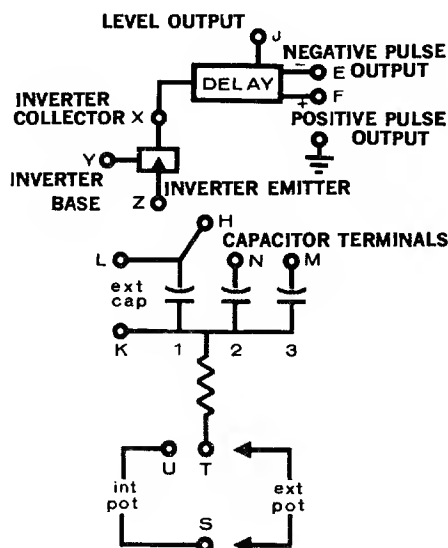 LEVEL OUTPUT
J
NEGATIVE PULSE
OUTPUT
DELAY
− E
+ F
POSITIVE PULSE
OUTPUT
INVERTER
COLLECTOR X
Y
INVERTER
BASE
Z
INVERTER EMITTER
H
CAPACITOR TERMINALS
L
N
M
ext
cap
K
1
2
3
U
T
int
pot
ext
pot
S